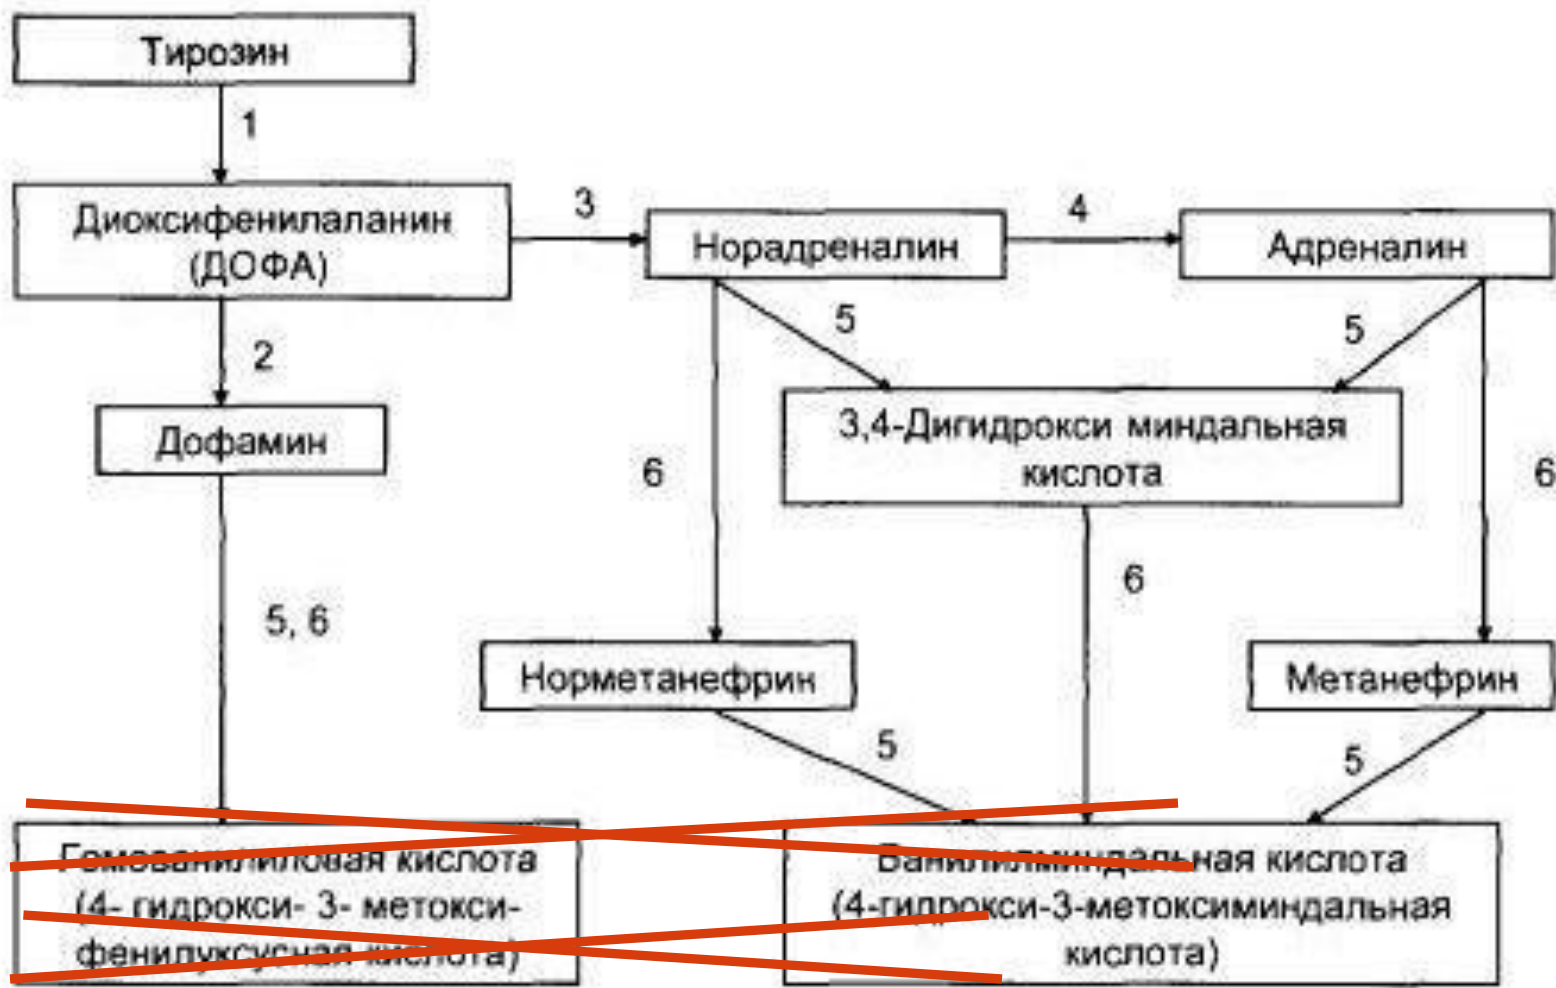 Тирозин
1
Диоксифенилаланин
(ДОФА)
3
Норадреналин
4
Адреналин
2
5
5
Дофамин
3,4-Дигидрокси миндальная
кислота
6
6
6
5, 6
Норметанефрин
Метанефрин
5
5
Гомованилиловая кислота
(4- гидрокси- 3- метокси-
фенилуксусная кислота)
Ванилилминдальная кислота
(4-гидрокси-3-метоксиминдальная
кислота)